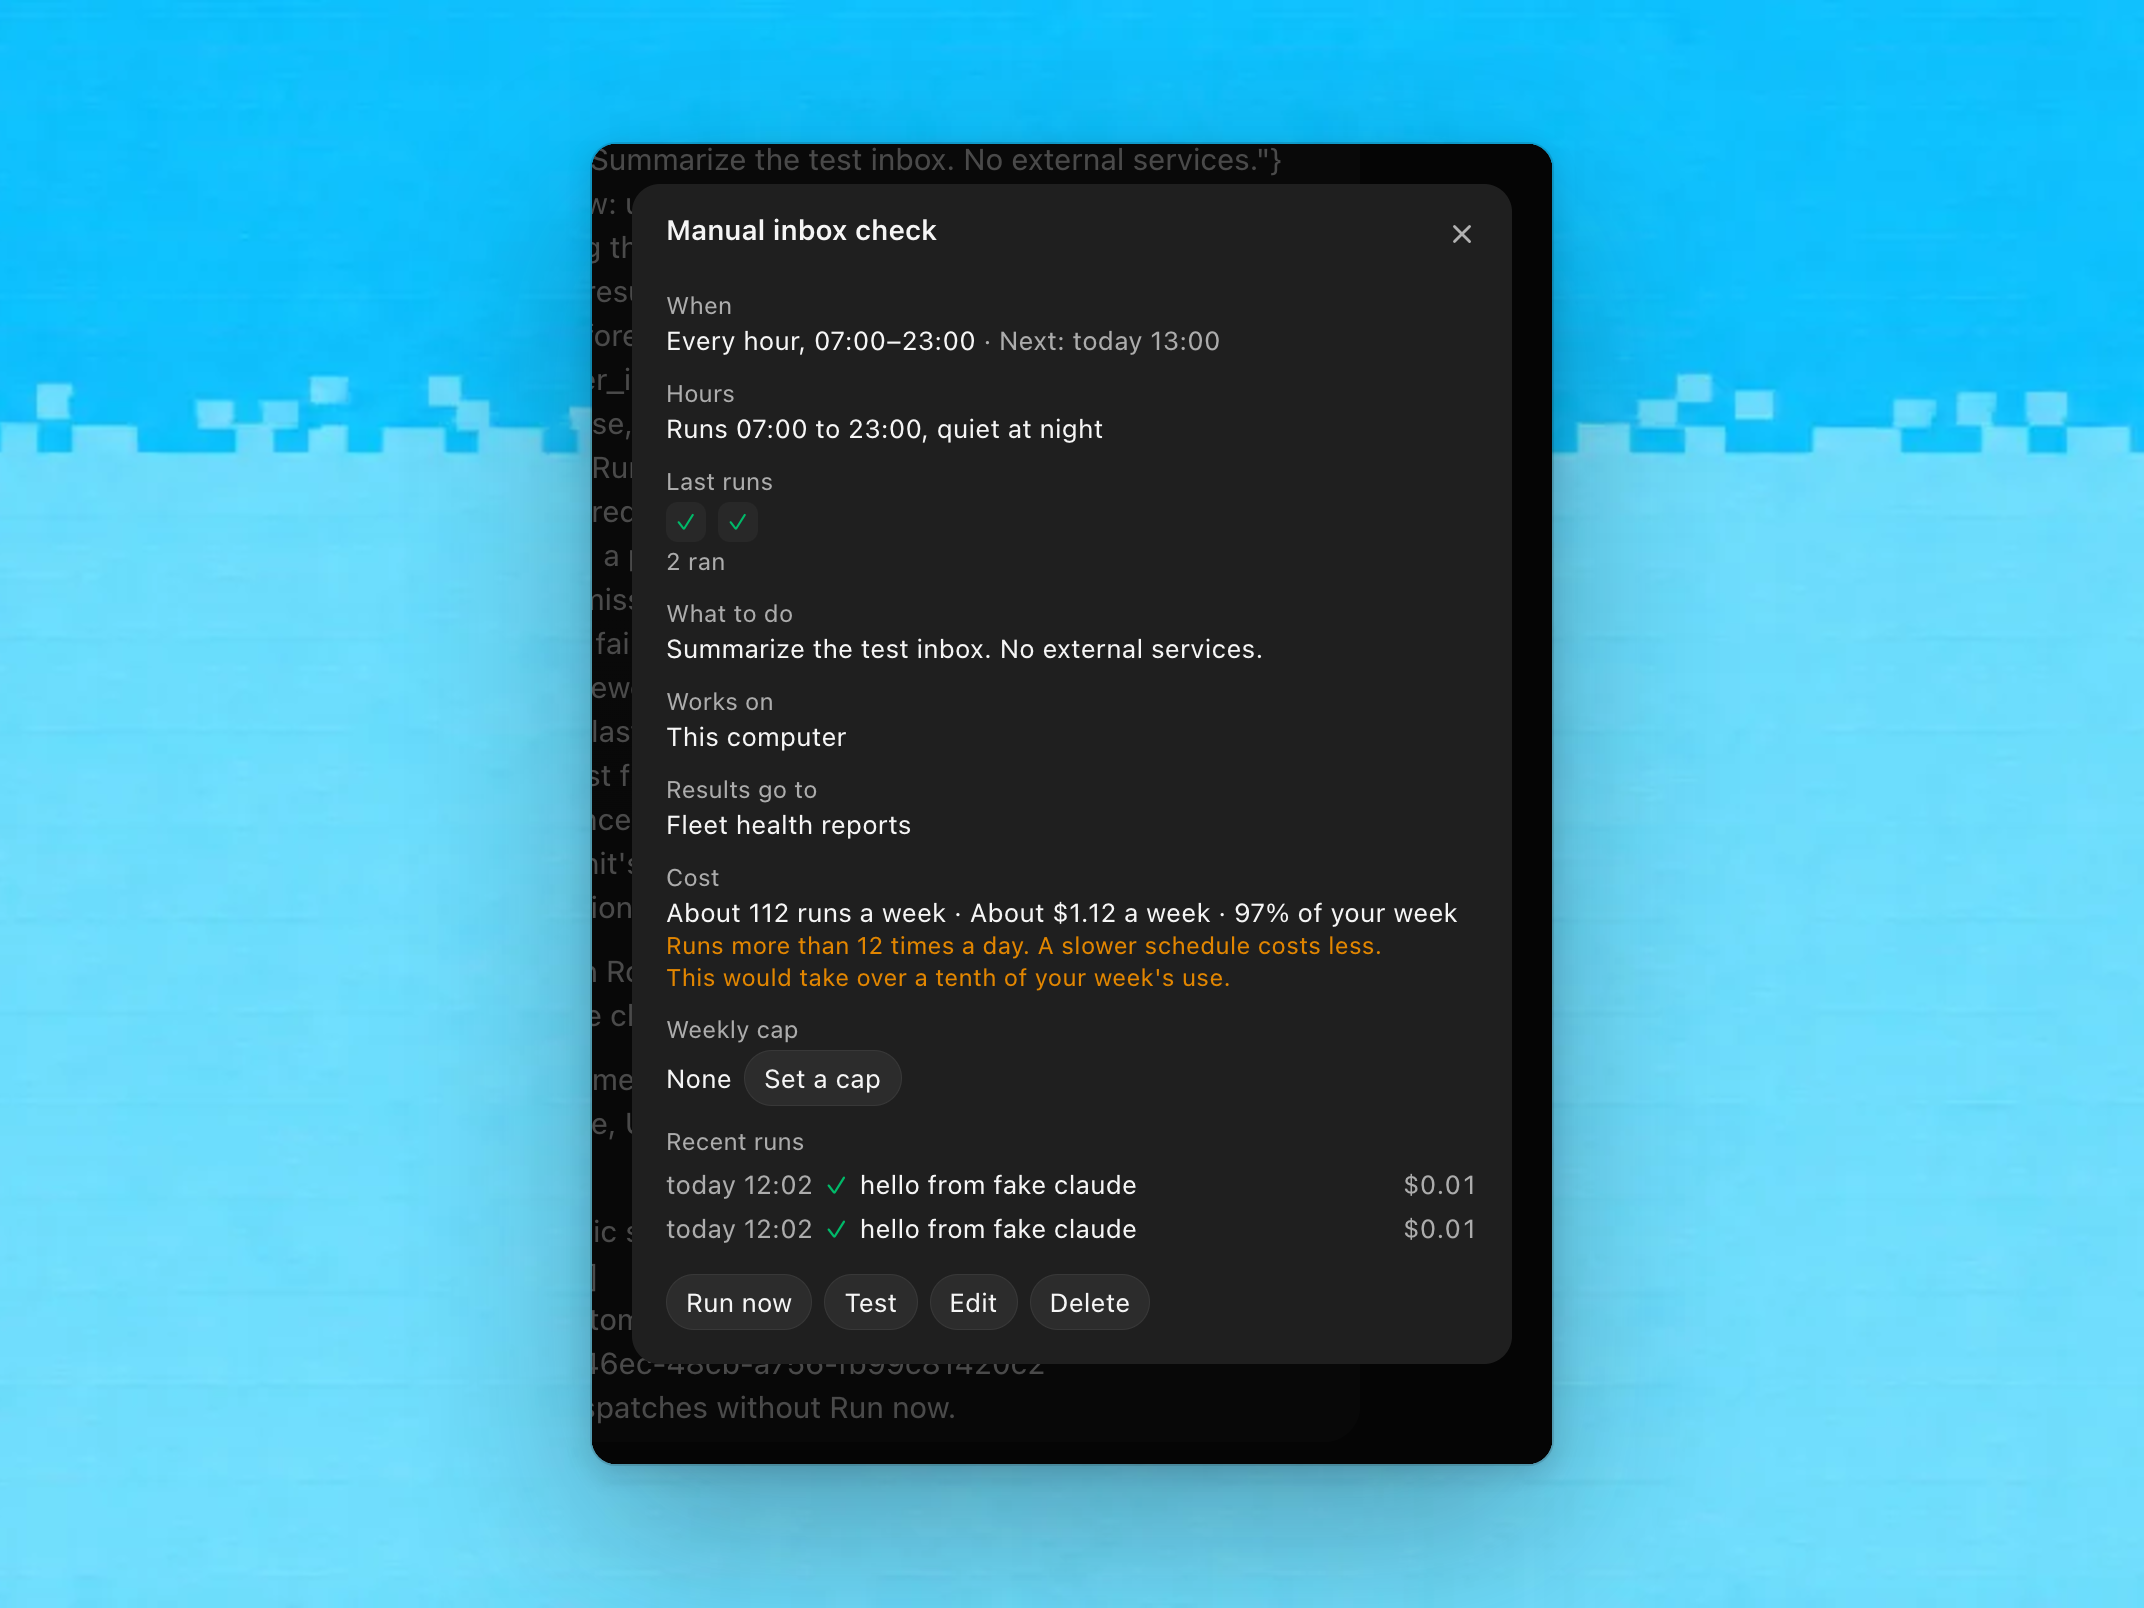 Summarize the test inbox. No external services."}
Manual inbox check
When
Every hour, 07:00–23:00 · Next: today 13:00
Hours
Runs 07:00 to 23:00, quiet at night
Last runs
2 ran
What to do
Summarize the test inbox. No external services.
Works on
This computer
Results go to
Fleet health reports
Cost
About 112 runs a week · About $1.12 a week · 97% of your week
Runs more than 12 times a day. A slower schedule costs less.
This would take over a tenth of your week's use.
Weekly cap
None Set a cap
Recent runs
today 12:02 ✓ hello from fake claude $0.01
today 12:02 ✓ hello from fake claude $0.01
Run now Test Edit Delete
without Run now.